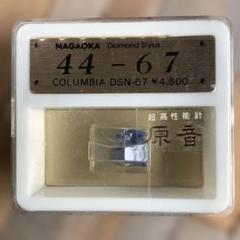 NAGAOKA Diamond Stylus
44-67
COLUMBIA DSN-67 ¥4,800
超高性能針
原音